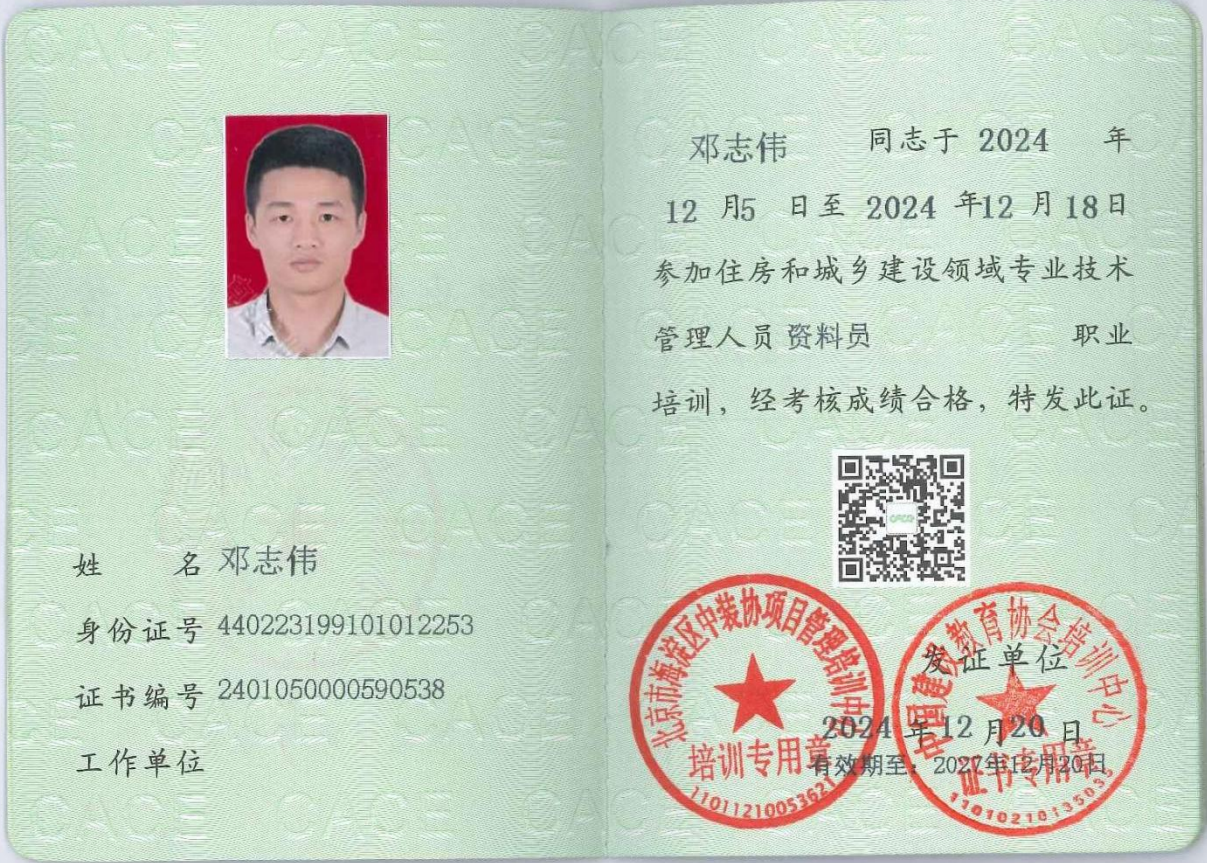 姓 名 邓志伟
身份证号 440223199101012253
证书编号 2401050000590538
工作单位
邓志伟 同志于 2024 年
12 月5 日至 2024 年12 月 18日
参加住房和城乡建设领域专业技术
管理人员 资料员 职业
培训，经考核成绩合格，特发此证。
北京市海淀区中装协项目管理培训中心
培训专用章
11011210053621
中国建设教育协会培训中心
证书专用章
11010210135035
发证单位
2024 年 12 月 20 日
有效期至：2027年12月20日
CACE